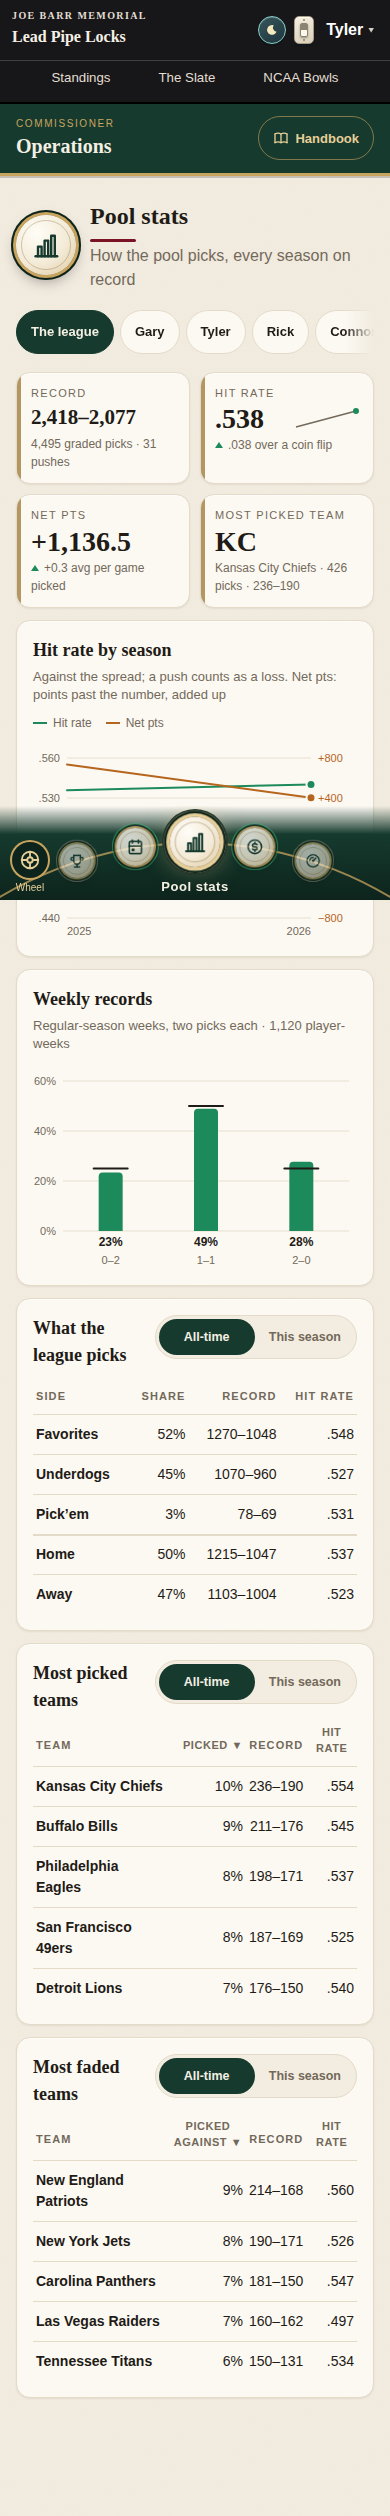 JOE BARR MEMORIAL
Lead Pipe Locks
Tyler ▾
Standings The Slate NCAA Bowls
COMMISSIONER
Operations
Handbook
Pool stats
How the pool picks, every season on
record
The league Gary Tyler Rick Conno
RECORD
2,418–2,077
4,495 graded picks · 31
pushes
HIT RATE
.538
▲ .038 over a coin flip
NET PTS
+1,136.5
▲ +0.3 avg per game
picked
MOST PICKED TEAM
KC
Kansas City Chiefs · 426
picks · 236–190
Hit rate by season
Against the spread; a push counts as a loss. Net pts:
points past the number, added up
Hit rate Net pts
.560 +800
.530 +400
Wheel
Pool stats
.440 −800
2025 2026
Weekly records
Regular-season weeks, two picks each · 1,120 player-
weeks
60%
40%
20%
0%
23% 49% 28%
0–2 1–1 2–0
What the
league picks
All-time This season
SIDE SHARE RECORD HIT RATE
Favorites 52% 1270–1048 .548
Underdogs 45% 1070–960 .527
Pick’em 3% 78–69 .531
Home 50% 1215–1047 .537
Away 47% 1103–1004 .523
Most picked
teams
All-time This season
TEAM PICKED ▼ RECORD HIT
RATE
Kansas City Chiefs 10% 236–190 .554
Buffalo Bills 9% 211–176 .545
Philadelphia
Eagles 8% 198–171 .537
San Francisco
49ers 8% 187–169 .525
Detroit Lions 7% 176–150 .540
Most faded
teams
All-time This season
TEAM PICKED
AGAINST ▼ RECORD HIT
RATE
New England
Patriots 9% 214–168 .560
New York Jets 8% 190–171 .526
Carolina Panthers 7% 181–150 .547
Las Vegas Raiders 7% 160–162 .497
Tennessee Titans 6% 150–131 .534